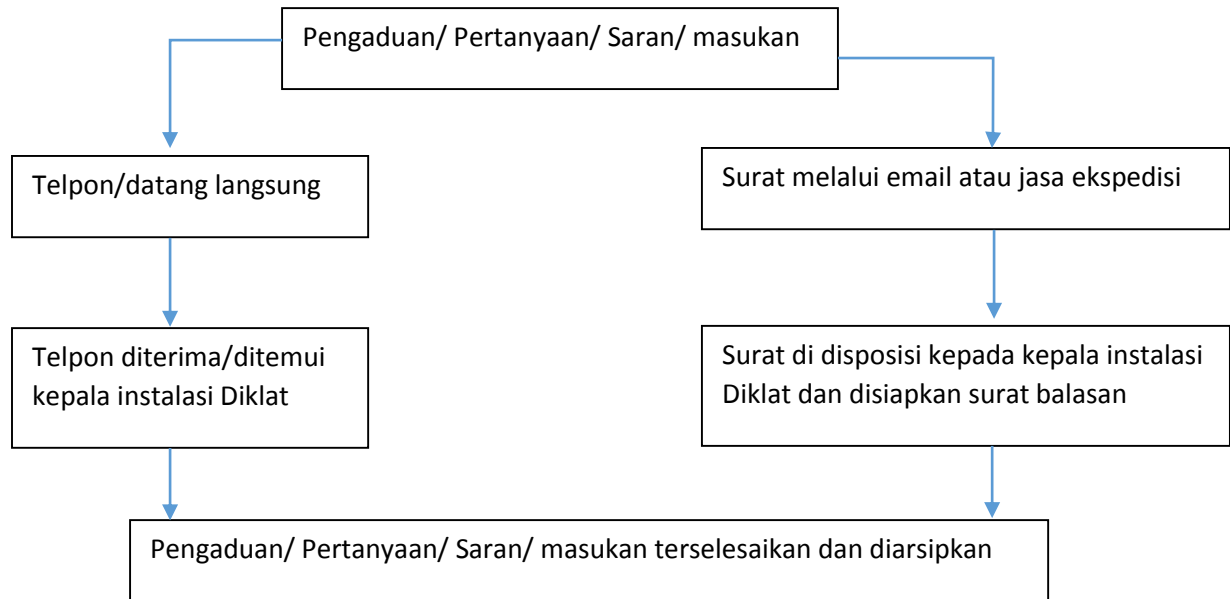 Pengaduan/ Pertanyaan/ Saran/ masukan
Telpon/datang langsung
Surat melalui email atau jasa ekspedisi
Telpon diterima/ditemui
kepala instalasi Diklat
Surat di disposisi kepada kepala instalasi
Diklat dan disiapkan surat balasan
Pengaduan/ Pertanyaan/ Saran/ masukan terselesaikan dan diarsipkan